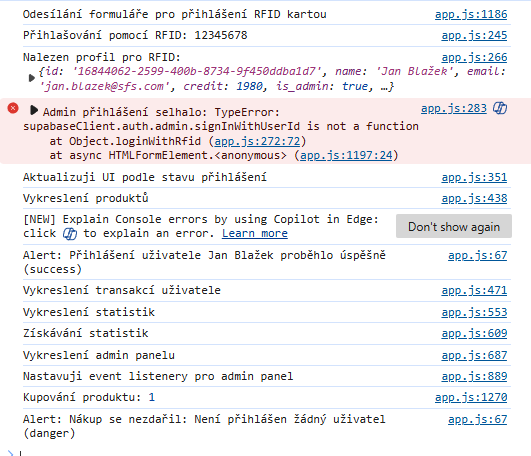 Odesílání formuláře pro přihlášení RFID kartou app.js:1186
Přihlašování pomocí RFID: 12345678 app.js:245
Nalezen profil pro RFID: app.js:266
{id: '16844062-2599-400b-8734-9f450ddba1d7', name: 'Jan Blažek', email:
'jan.blazek@sfs.com', credit: 1980, is_admin: true, …}
Admin přihlášení selhalo: TypeError: app.js:283
supabaseClient.auth.admin.signInWithUserId is not a function
at Object.loginWithRfid (app.js:272:72)
at async HTMLFormElement.<anonymous> (app.js:1197:24)
Aktualizuji UI podle stavu přihlášení app.js:351
Vykreslení produktů app.js:438
[NEW] Explain Console errors by using Copilot in Edge:
click to explain an error. Learn more
Don't show again
Alert: Přihlášení uživatele Jan Blažek proběhlo úspěšně app.js:67
(success)
Vykreslení transakcí uživatele app.js:471
Vykreslení statistik app.js:553
Získávání statistik app.js:609
Vykreslení admin panelu app.js:687
Nastavuji event listenery pro admin panel app.js:889
Kupování produktu: 1 app.js:1270
Alert: Nákup se nezdařil: Není přihlášen žádný uživatel app.js:67
(danger)